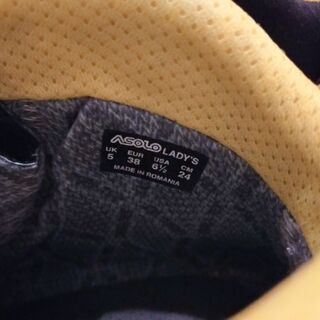 ASOLO LADY'S
UK EUR USA CM
5 38 6½ 24
MADE IN ROMANIA